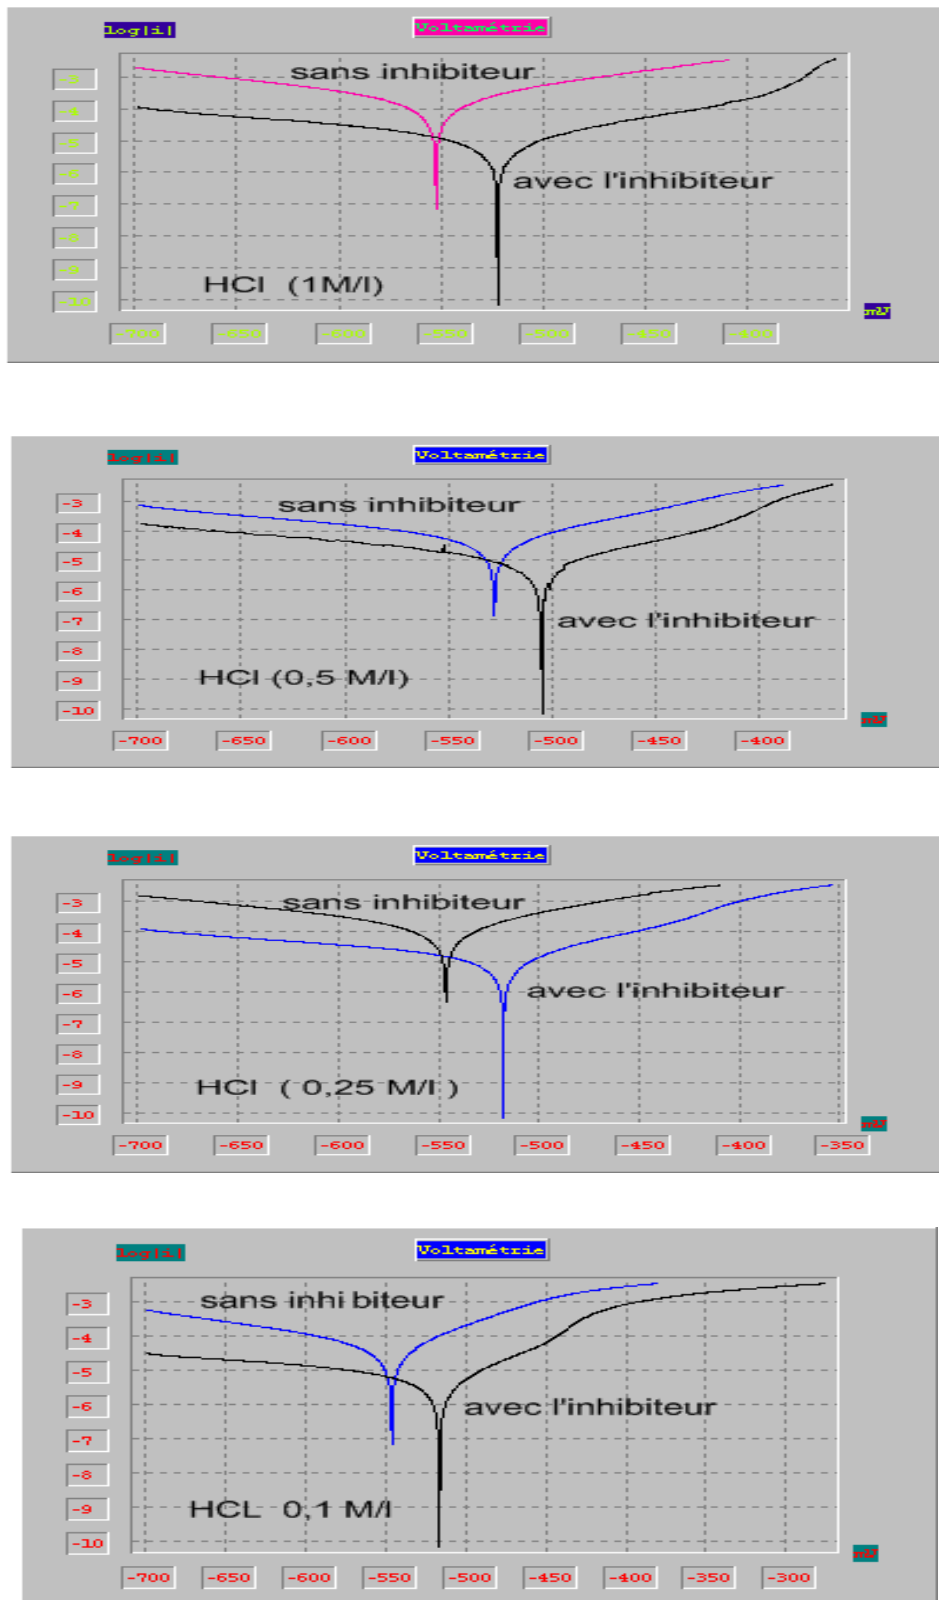 log|i|
Voltamétrie
sans inhibiteur
-3
-4
-5
-6
avec l'inhibiteur
-7
-8
-9
HCl (1M/l)
-10
mV
-700 -650 -600 -550 -500 -450 -400
log|i|
Voltamétrie
-3
sans inhibiteur
-4
-5
-6
-7
avec l'inhibiteur
-8
-9
HCl (0,5 M/l)
-10
mV
-700 -650 -600 -550 -500 -450 -400
log|i|
Voltamétrie
-3
sans inhibiteur
-4
-5
-6
avec l'inhibiteur
-7
-8
-9
HCl ( 0,25 M/l )
-10
mV
-700 -650 -600 -550 -500 -450 -400 -350
log|i|
Voltamétrie
-3
sans inhi biteur
-4
-5
-6
avec l'inhibiteur
-7
-8
-9
HCL 0,1 M/l
-10
mV
-700 -650 -600 -550 -500 -450 -400 -350 -300